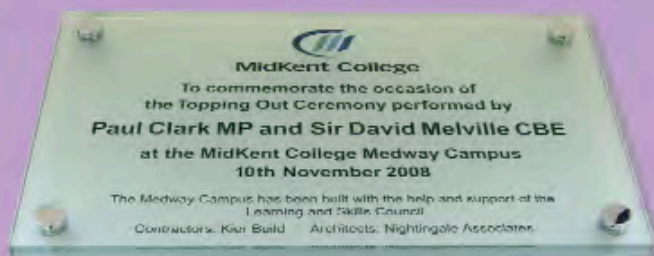 MidKent College
To commemorate the occasion of
the Topping Out Ceremony performed by
Paul Clark MP and Sir David Melville CBE
at the MidKent College Medway Campus
10th November 2008
The Medway Campus has been built with the help and support of the
Learning and Skills Council
Contractors: Kier Build Architects: Nightingale Associates